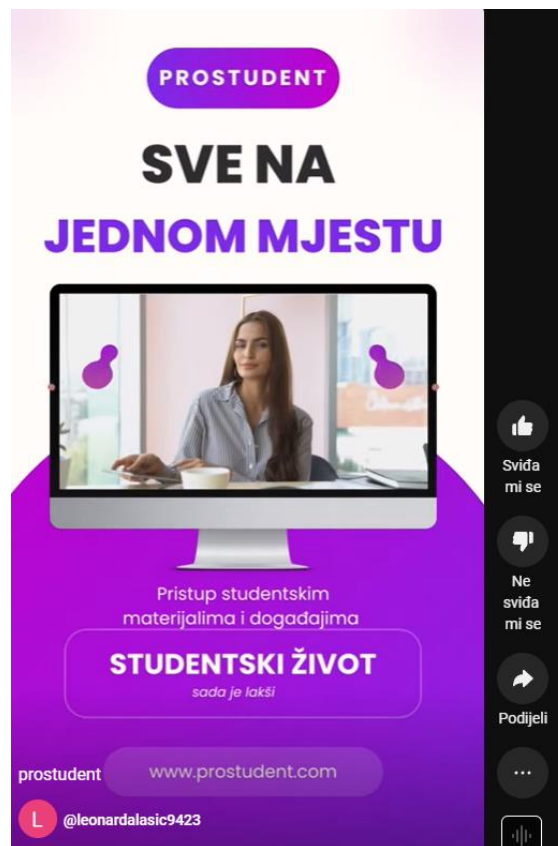 PROSTUDENT
SVE NA
JEDNOM MJESTU
Pristup studentskim
materijalima i događajima
STUDENTSKI ŽIVOT
sada je lakši
www.prostudent.com
prostudent
L
@leonardalasic9423
Sviđa
mi se
Ne
sviđa
mi se
Podijeli